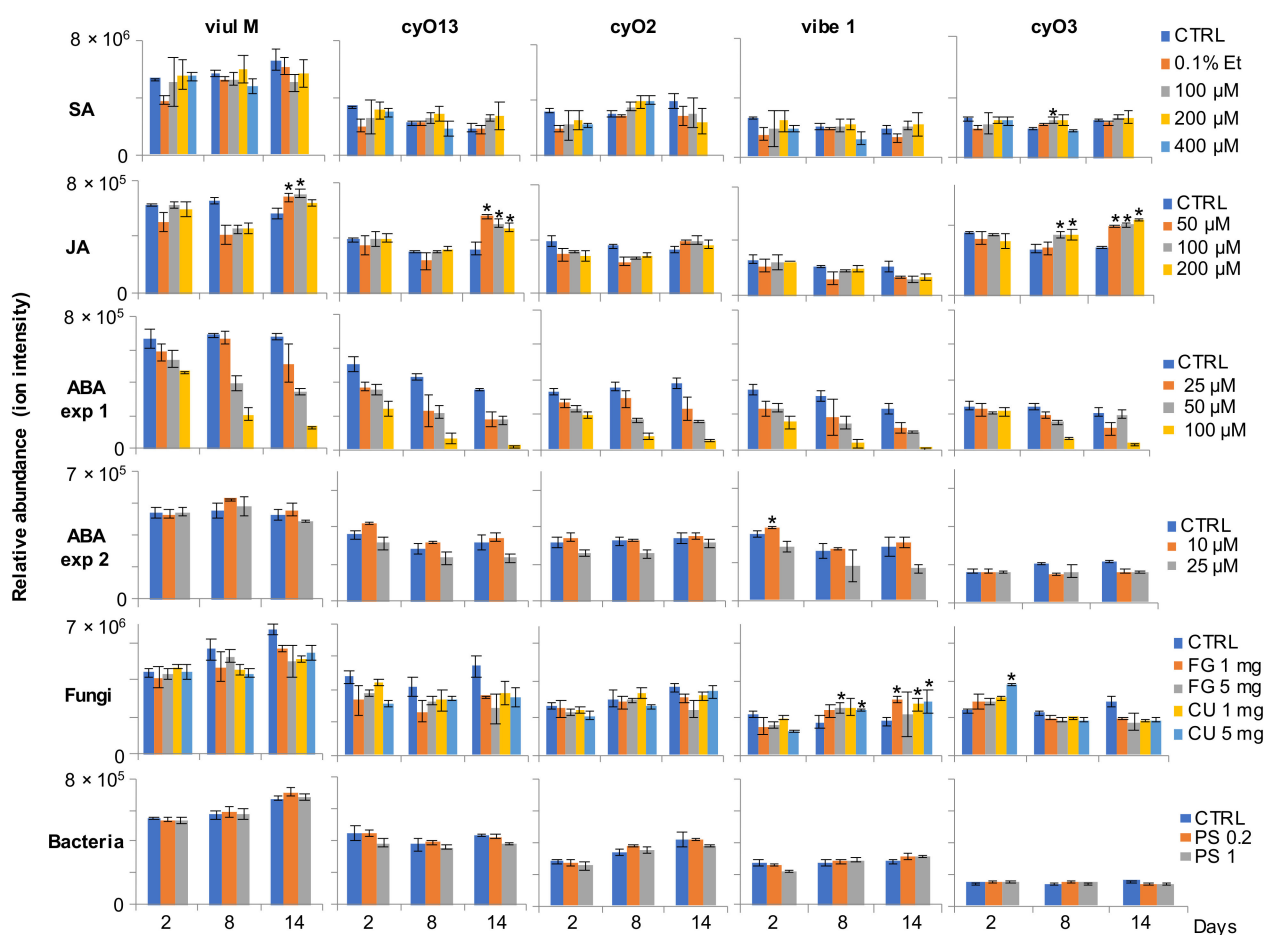 viul M cyO13 cyO2 vibe 1 cyO3
8 × 10⁶
SA
0
CTRL
0.1% Et
100 µM
200 µM
400 µM
*
8 × 10⁵
JA
0
* *
* * *
* *
* * *
CTRL
50 µM
100 µM
200 µM
Relative abundance (ion intensity)
8 × 10⁵
ABA
exp 1
0
CTRL
25 µM
50 µM
100 µM
7 × 10⁵
ABA
exp 2
0
*
CTRL
10 µM
25 µM
7 × 10⁶
Fungi
0
* *
* * *
*
CTRL
FG 1 mg
FG 5 mg
CU 1 mg
CU 5 mg
8 × 10⁵
Bacteria
0
CTRL
PS 0.2
PS 1
2 8 14 2 8 14 2 8 14 2 8 14 2 8 14 Days